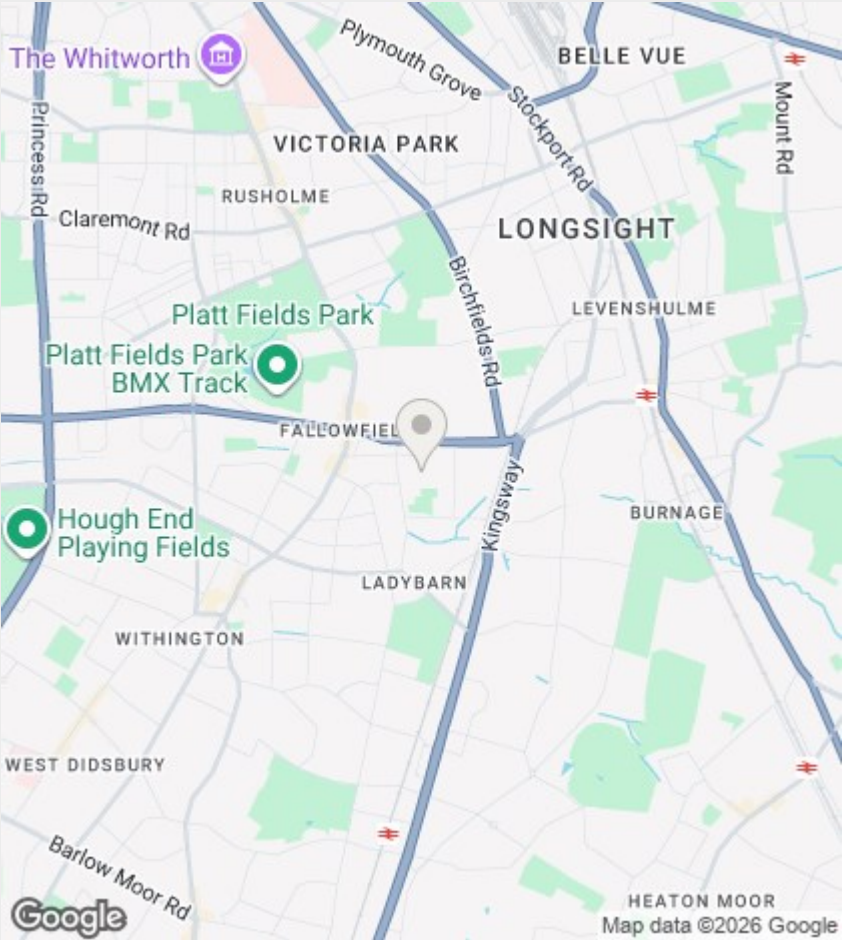 Plymouth Grove
The Whitworth
BELLE VUE
Princess Rd
Stockport Rd
Mount Rd
VICTORIA PARK
RUSHOLME
Claremont Rd
LONGSIGHT
Birchfields Rd
LEVENSHULME
Platt Fields Park
Platt Fields Park
BMX Track
FALLOWFIEL
Kingsway
Hough End
Playing Fields
BURNAGE
LADYBARN
WITHINGTON
WEST DIDSBURY
Barlow Moor Rd
HEATON MOOR
Google
Map data ©2026 Google